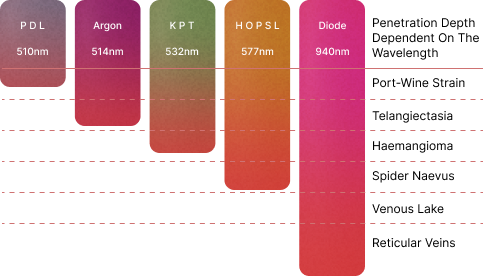 P D L
510nm
Argon
514nm
K P T
532nm
H O P S L
577nm
Diode
940nm
Penetration Depth
Dependent On The
Wavelength
Port-Wine Strain
Telangiectasia
Haemangioma
Spider Naevus
Venous Lake
Reticular Veins